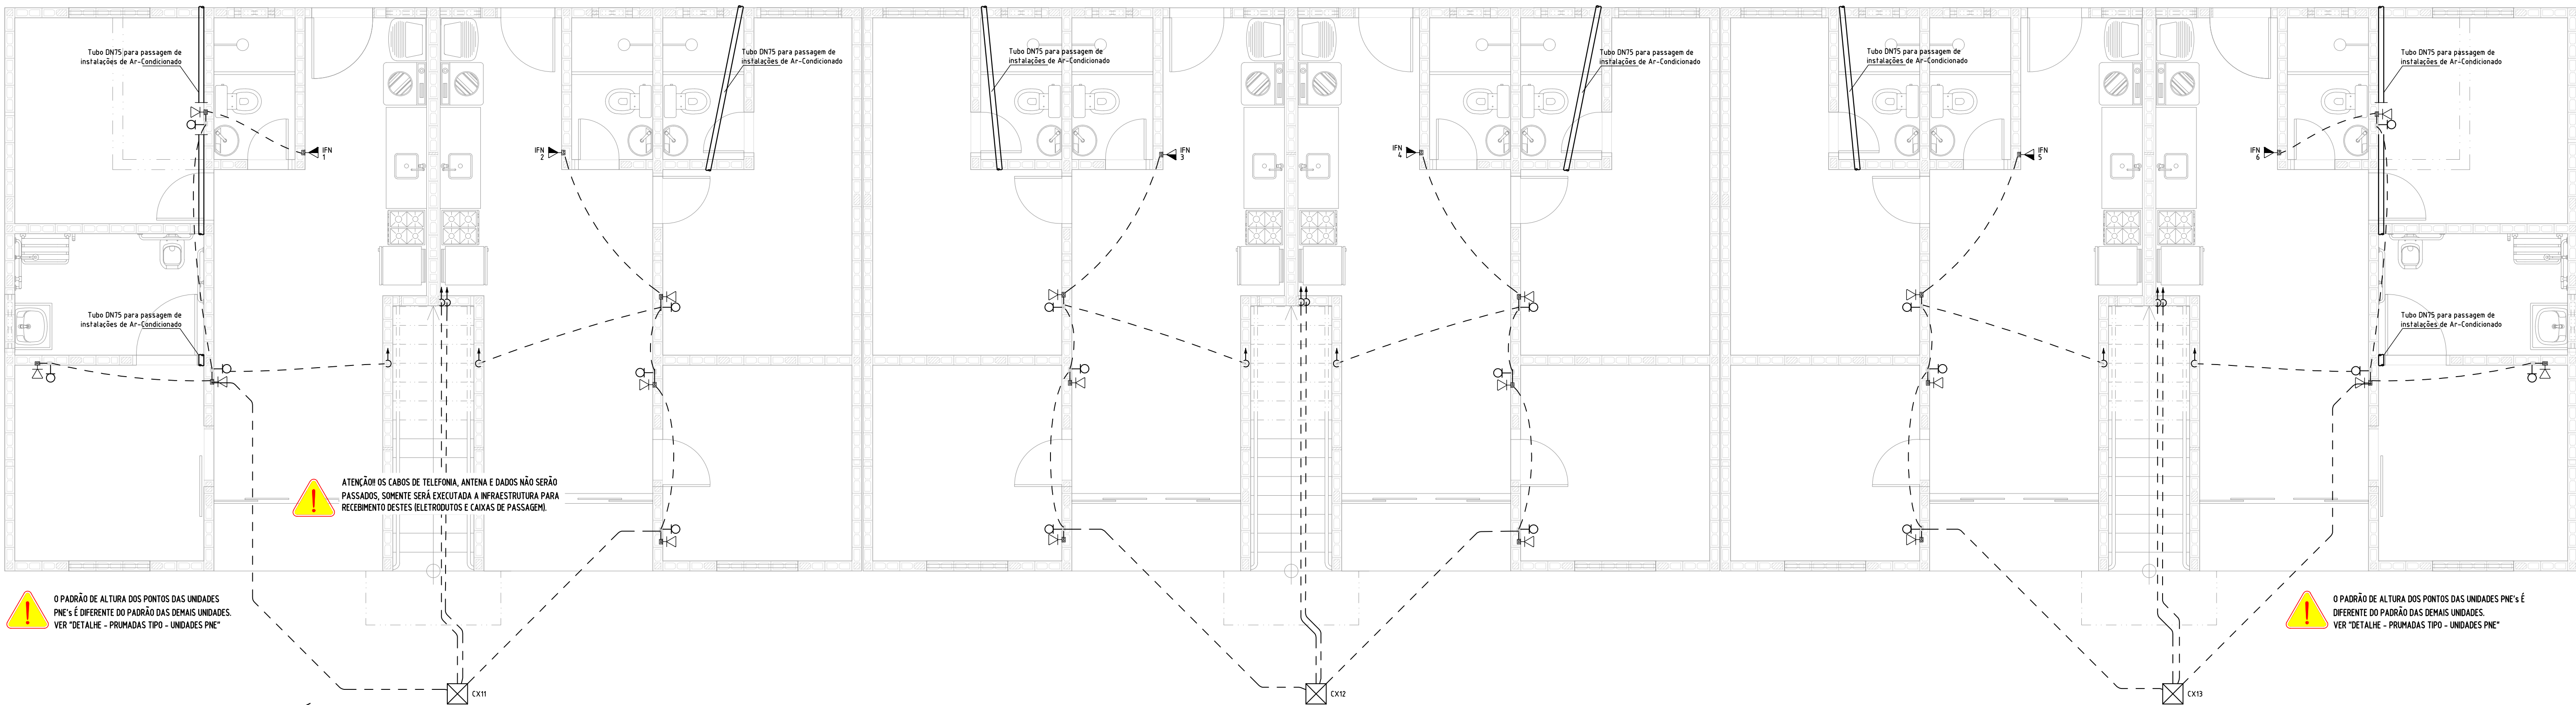 Tubo DN75 para passagem de
instalações de Ar-Condicionado
Tubo DN75 para passagem de
instalações de Ar-Condicionado
Tubo DN75 para passagem de
instalações de Ar-Condicionado
Tubo DN75 para passagem de
instalações de Ar-Condicionado
Tubo DN75 para passagem de
instalações de Ar-Condicionado
Tubo DN75 para passagem de
instalações de Ar-Condicionado
IFN
1
IFN
2
IFN
3
IFN
4
IFN
5
IFN
6
Tubo DN75 para passagem de
instalações de Ar-Condicionado
Tubo DN75 para passagem de
instalações de Ar-Condicionado
ATENÇÃO!! OS CABOS DE TELEFONIA, ANTENA E DADOS NÃO SERÃO
PASSADOS, SOMENTE SERÁ EXECUTADA A INFRAESTRUTURA PARA
RECEBIMENTO DESTES (ELETRODUTOS E CAIXAS DE PASSAGEM).
O PADRÃO DE ALTURA DOS PONTOS DAS UNIDADES
PNE's É DIFERENTE DO PADRÃO DAS DEMAIS UNIDADES.
VER "DETALHE - PRUMADAS TIPO - UNIDADES PNE"
O PADRÃO DE ALTURA DOS PONTOS DAS UNIDADES PNE's É
DIFERENTE DO PADRÃO DAS DEMAIS UNIDADES.
VER "DETALHE - PRUMADAS TIPO - UNIDADES PNE"
CX11
CX12
CX13